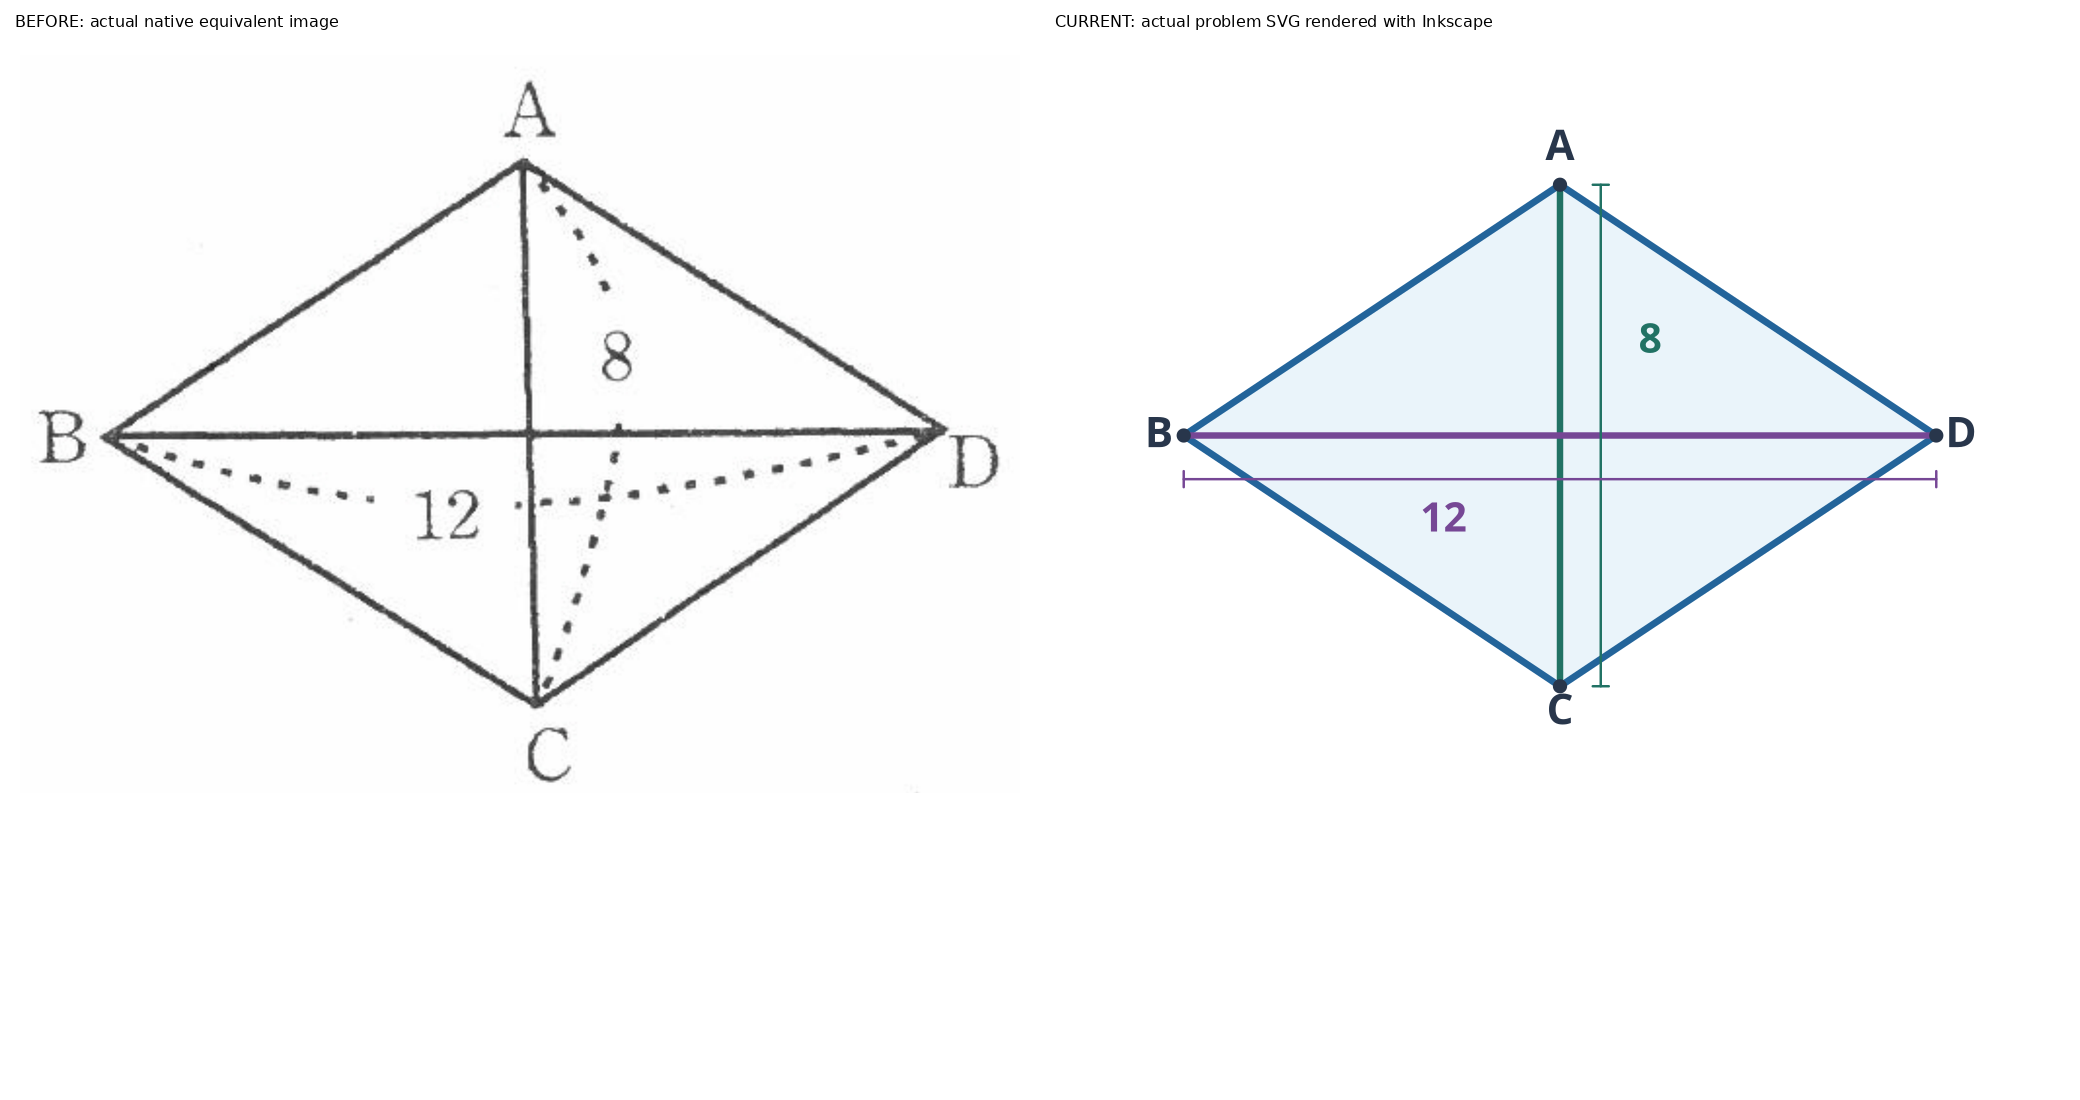 BEFORE: actual native equivalent image
A
8
B
D
12
C
CURRENT: actual problem SVG rendered with Inkscape
A
8
B
D
12
C